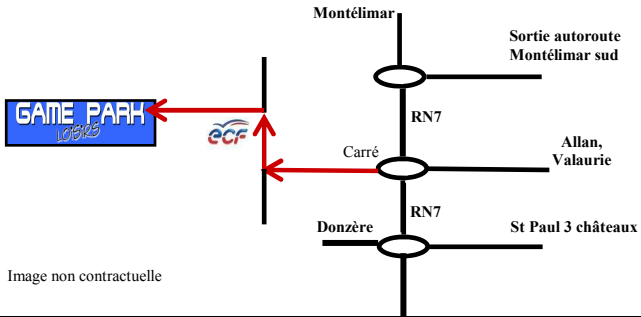 Montélimar
Sortie autoroute
Montélimar sud
GAME PARK
LOISIRS
ecf
RN7
Carré
Allan,
Valaurie
RN7
Donzère
St Paul 3 châteaux
Image non contractuelle